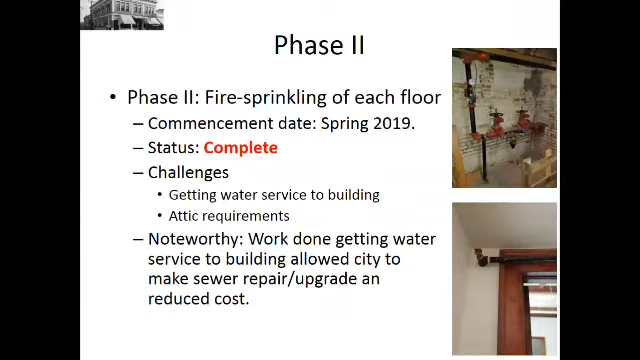 Phase II
• Phase II: Fire-sprinkling of each floor
– Commencement date: Spring 2019.
– Status: Complete
– Challenges
• Getting water service to building
• Attic requirements
– Noteworthy: Work done getting water
service to building allowed city to
make sewer repair/upgrade an
reduced cost.